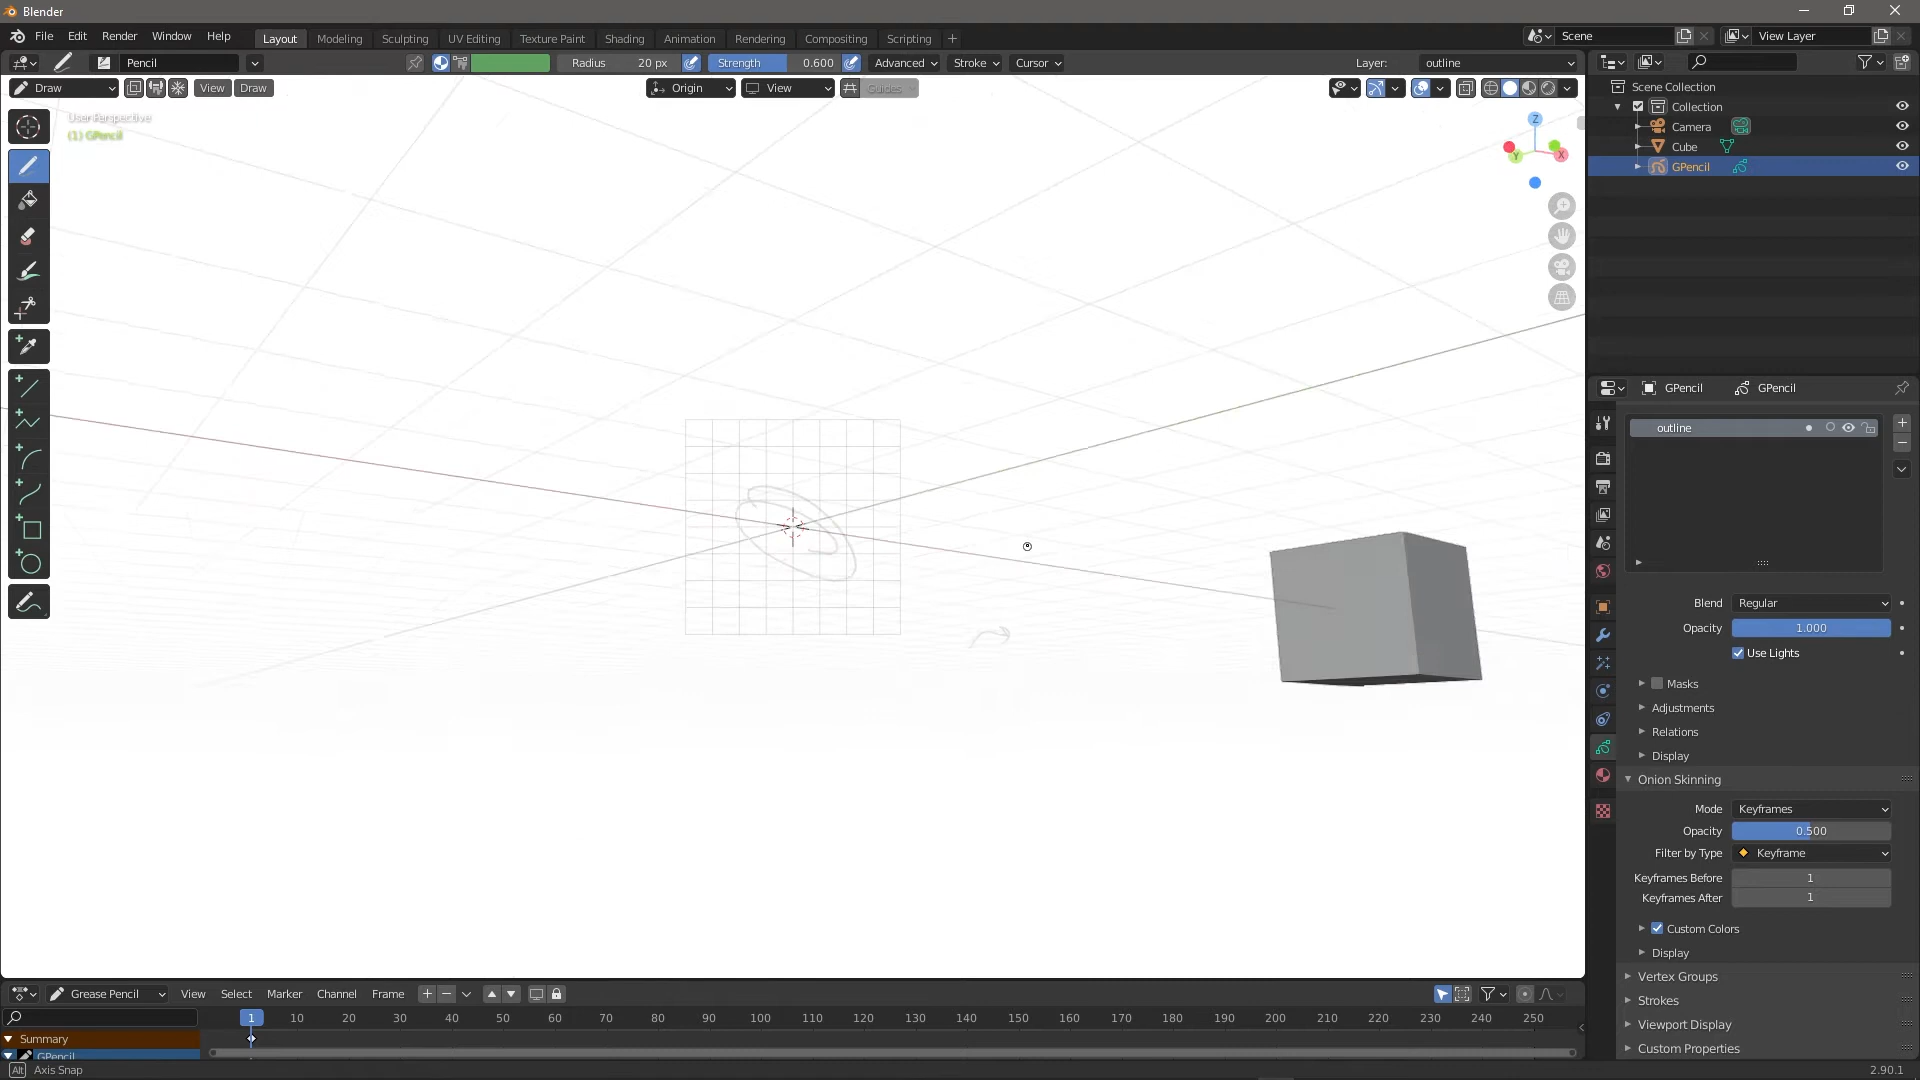 Blender
File Edit Render Window Help Layout Modeling Sculpting UV Editing Texture Paint Shading Animation Rendering Compositing Scripting + Scene View Layer
Pencil Radius 20 px Strength 0.600 Advanced Stroke Cursor Layer: outline
Draw View Draw Origin View Guides
User Perspective
(1) GPencil
Z
Y X
Scene Collection
Collection
Camera
Cube
GPencil
GPencil GPencil
outline
Blend Regular
Opacity 1.000
Use Lights
Masks
Adjustments
Relations
Display
Onion Skinning
Mode Keyframes
Opacity 0.500
Filter by Type Keyframe
Keyframes Before 1
Keyframes After 1
Custom Colors
Display
Vertex Groups
Strokes
Viewport Display
Custom Properties
Grease Pencil View Select Marker Channel Frame
1 10 20 30 40 50 60 70 80 90 100 110 120 130 140 150 160 170 180 190 200 210 220 230 240 250
Summary
GPencil
Alt Axis Snap 2.90.1